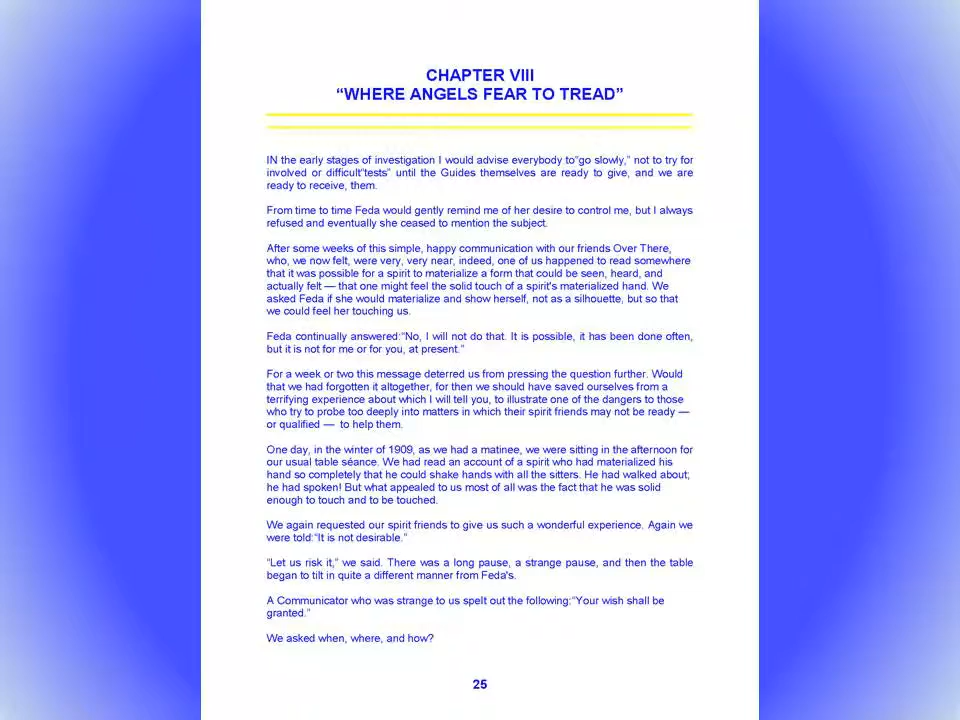 CHAPTER VIII
“WHERE ANGELS FEAR TO TREAD”
IN the early stages of investigation I would advise everybody to“go slowly,” not to try for
involved or difficult“tests” until the Guides themselves are ready to give, and we are
ready to receive, them.
From time to time Feda would gently remind me of her desire to control me, but I always
refused and eventually she ceased to mention the subject.
After some weeks of this simple, happy communication with our friends Over There,
who, we now felt, were very, very near, indeed, one of us happened to read somewhere
that it was possible for a spirit to materialize a form that could be seen, heard, and
actually felt — that one might feel the solid touch of a spirit's materialized hand. We
asked Feda if she would materialize and show herself, not as a silhouette, but so that
we could feel her touching us.
Feda continually answered:“No, I will not do that. It is possible, it has been done often,
but it is not for me or for you, at present.”
For a week or two this message deterred us from pressing the question further. Would
that we had forgotten it altogether, for then we should have saved ourselves from a
terrifying experience about which I will tell you, to illustrate one of the dangers to those
who try to probe too deeply into matters in which their spirit friends may not be ready —
or qualified — to help them.
One day, in the winter of 1909, as we had a matinee, we were sitting in the afternoon for
our usual table séance. We had read an account of a spirit who had materialized his
hand so completely that he could shake hands with all the sitters. He had walked about;
he had spoken! But what appealed to us most of all was the fact that he was solid
enough to touch and to be touched.
We again requested our spirit friends to give us such a wonderful experience. Again we
were told:“It is not desirable.”
“Let us risk it,” we said. There was a long pause, a strange pause, and then the table
began to tilt in quite a different manner from Feda's.
A Communicator who was strange to us spelt out the following:“Your wish shall be
granted.”
We asked when, where, and how?
25